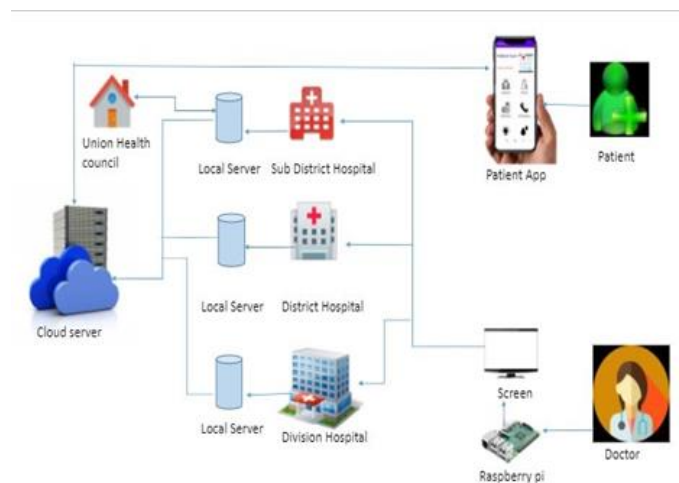 Union Health
council
Local Server
Sub District Hospital
Patient App
Patient
Local Server
District Hospital
Cloud server
Local Server
Division Hospital
Screen
Raspberry pi
Doctor